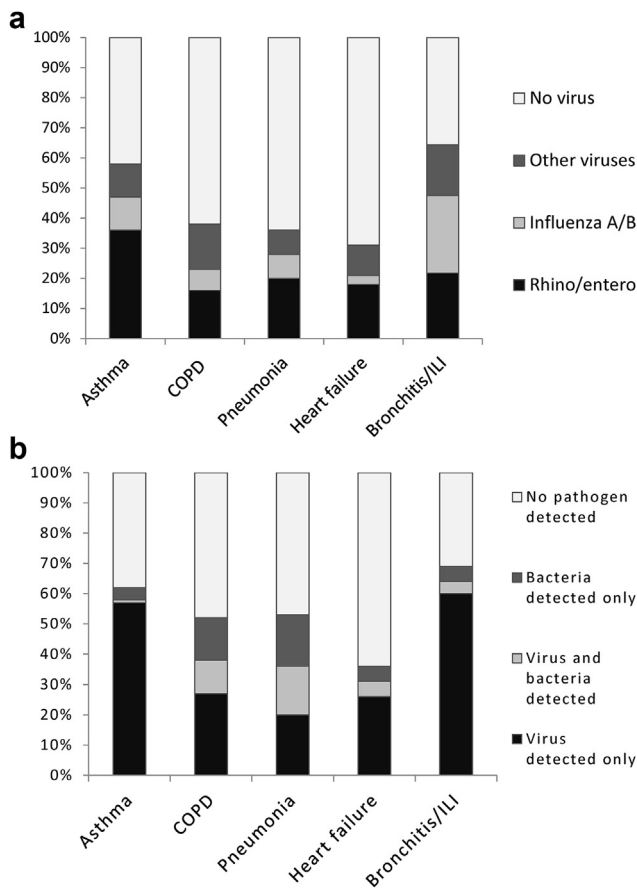 a
100%
90%
80%
70%
60%
50%
40%
30%
20%
10%
0%
No virus
Other viruses
Influenza A/B
Rhino/entero
Asthma
COPD
Pneumonia
Heart failure
Bronchitis/ILI
b
100%
90%
80%
70%
60%
50%
40%
30%
20%
10%
0%
No pathogen
detected
Bacteria
detected only
Virus and
bacteria
detected
Virus
detected only
Asthma
COPD
Pneumonia
Heart failure
Bronchitis/ILI